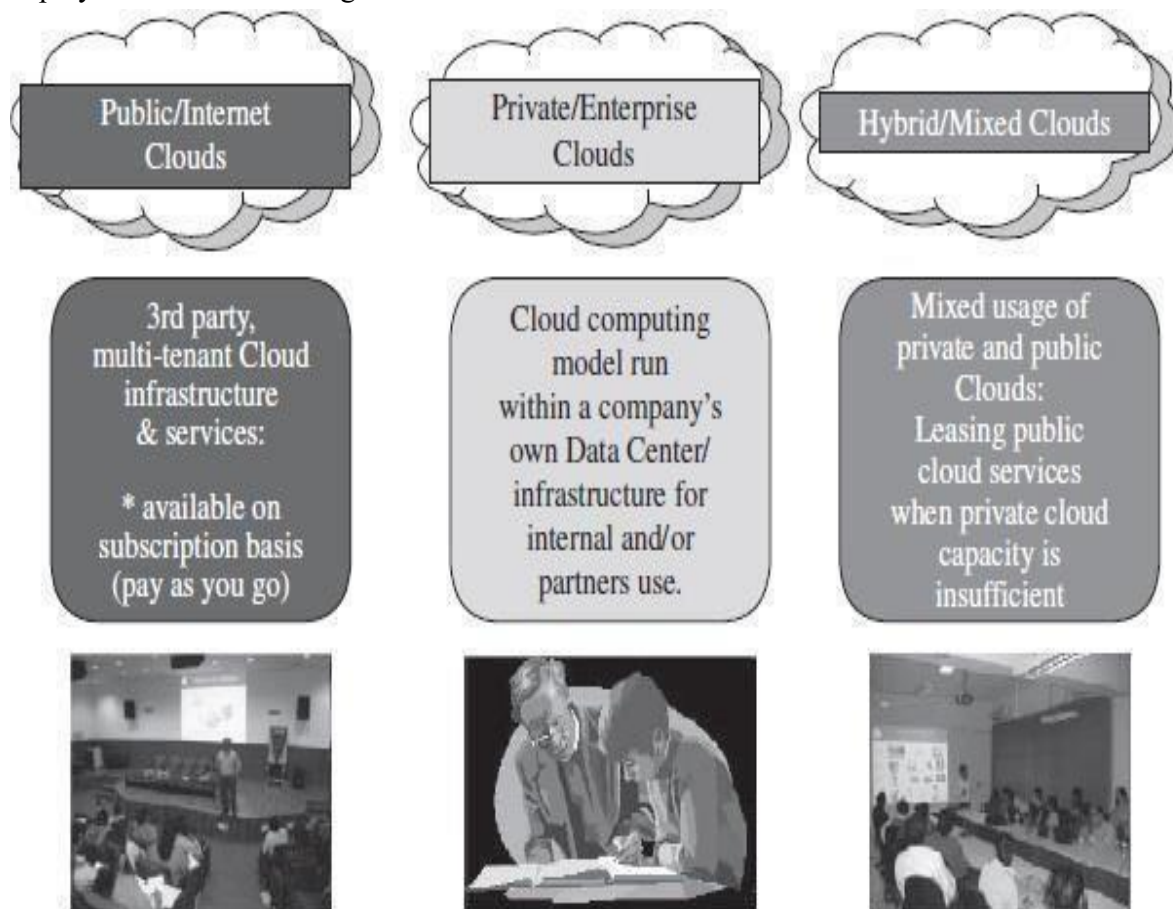 Public/Internet
Clouds
Private/Enterprise
Clouds
Hybrid/Mixed Clouds
3rd party,
multi-tenant Cloud
infrastructure
& services:
* available on
subscription basis
(pay as you go)
Cloud computing
model run
within a company's
own Data Center/
infrastructure for
internal and/or
partners use.
Mixed usage of
private and public
Clouds:
Leasing public
cloud services
when private cloud
capacity is
insufficient